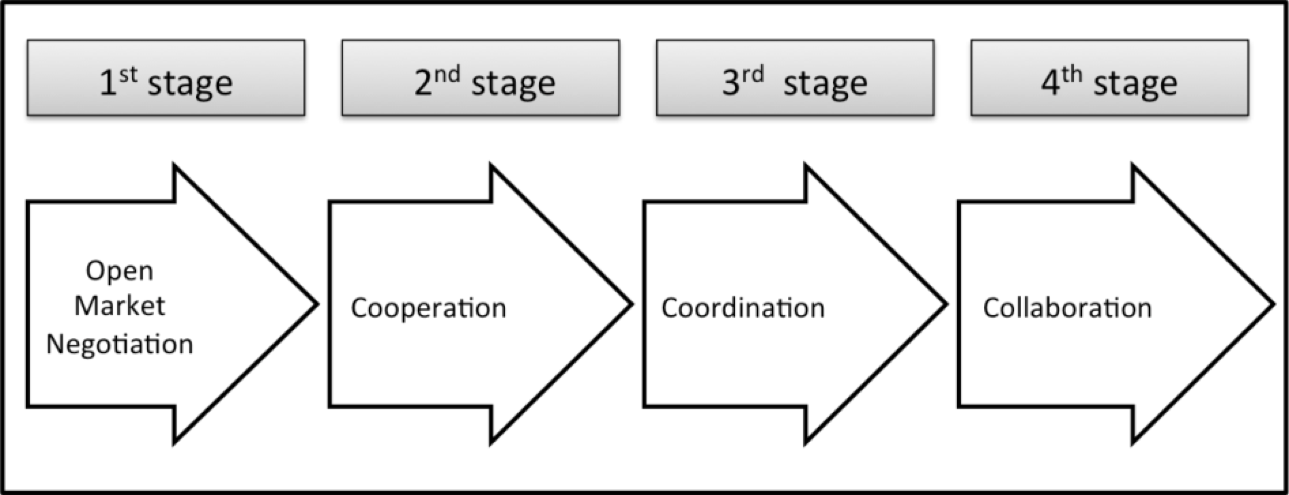 1st stage
2nd stage
3rd stage
4th stage
Open
Market
Negotiation
Cooperation
Coordination
Collaboration